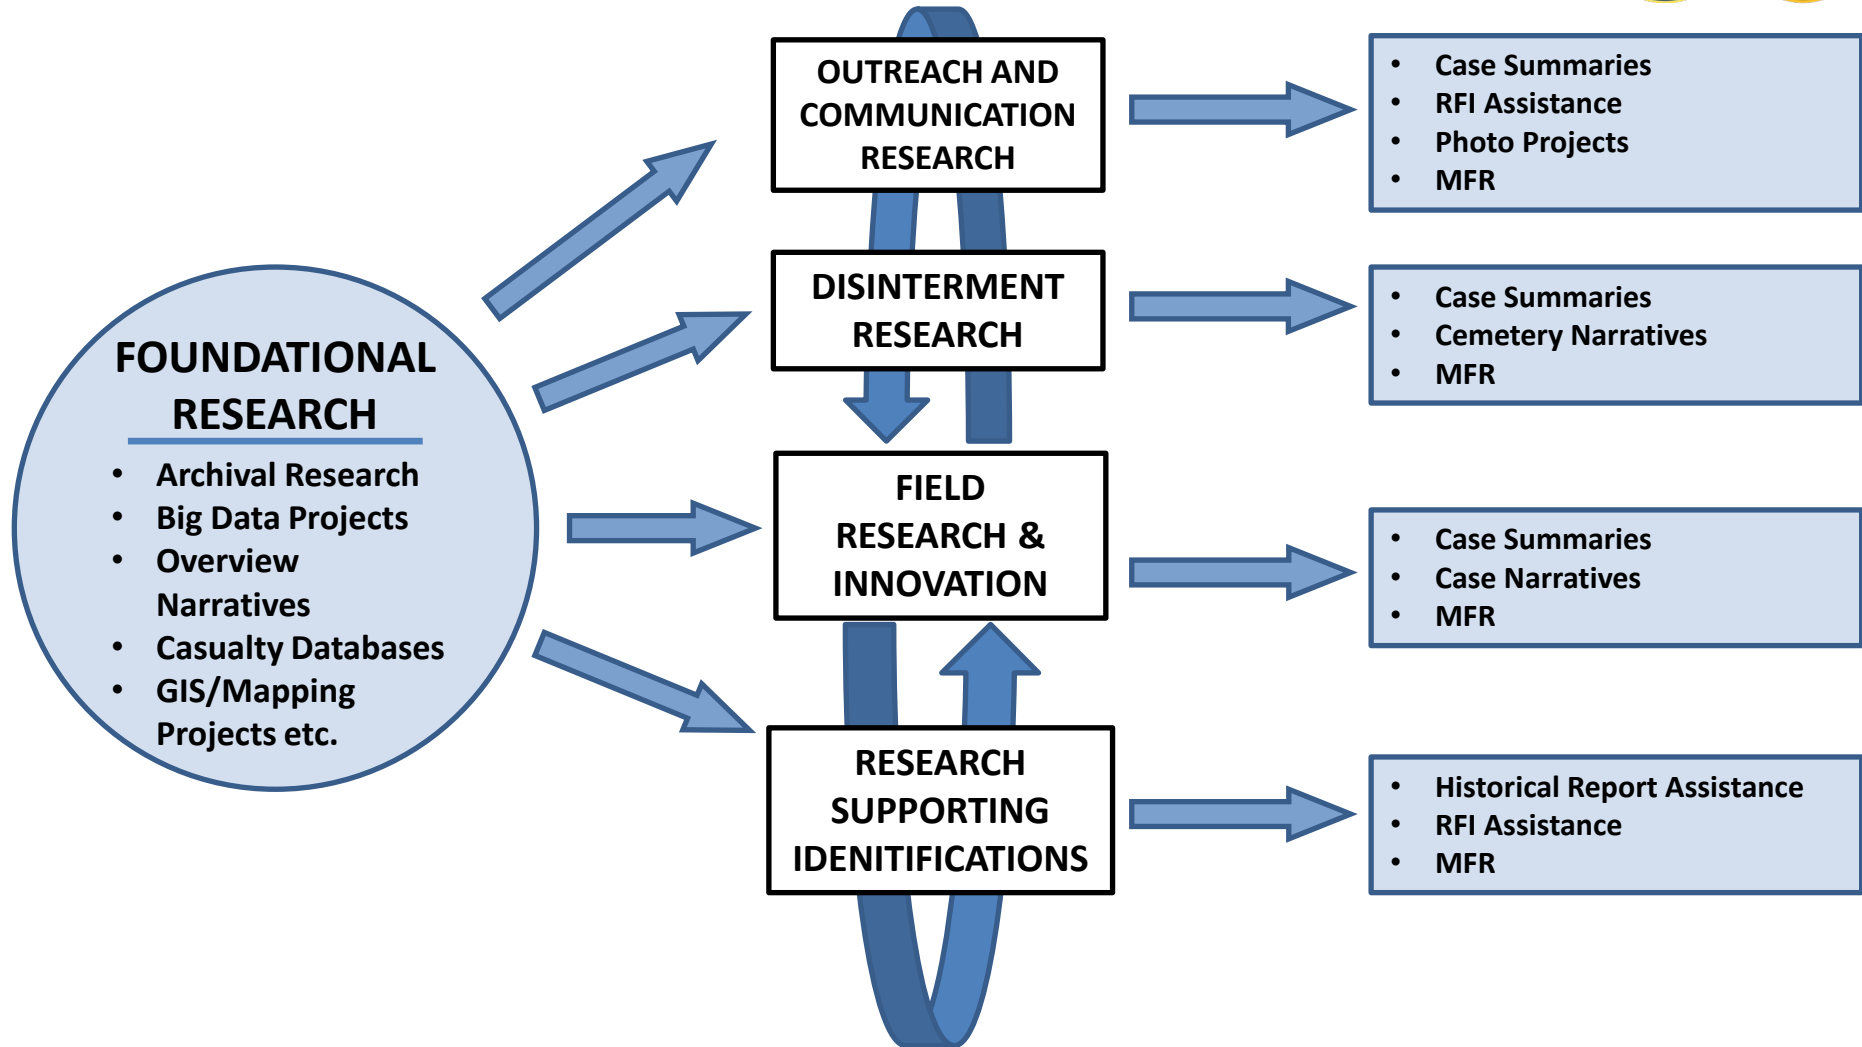 FOUNDATIONAL
RESEARCH
• Archival Research
• Big Data Projects
• Overview
Narratives
• Casualty Databases
• GIS/Mapping
Projects etc.
OUTREACH AND
COMMUNICATION
RESEARCH
• Case Summaries
• RFI Assistance
• Photo Projects
• MFR
DISINTERMENT
RESEARCH
• Case Summaries
• Cemetery Narratives
• MFR
FIELD
RESEARCH &
INNOVATION
• Case Summaries
• Case Narratives
• MFR
RESEARCH
SUPPORTING
IDENITIFICATIONS
• Historical Report Assistance
• RFI Assistance
• MFR